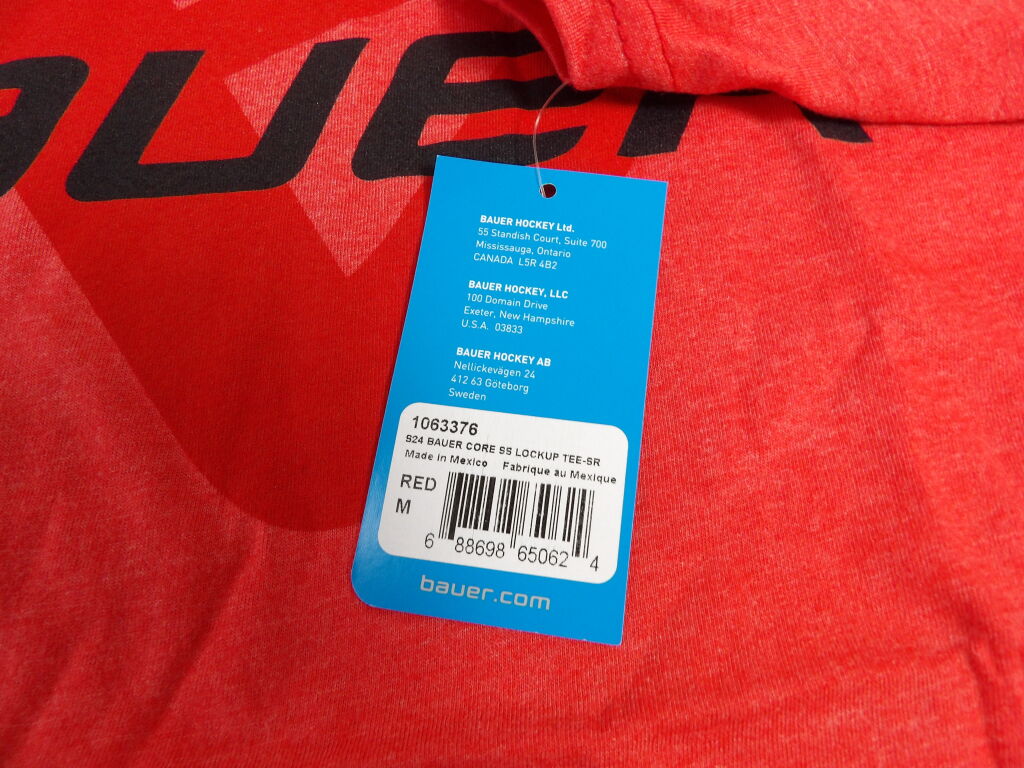 BAUER
BAUER HOCKEY Ltd.
55 Standish Court, Suite 700
Mississauga, Ontario
CANADA L5R 4B2
BAUER HOCKEY, LLC
100 Domain Drive
Exeter, New Hampshire
U.S.A. 03833
BAUER HOCKEY AB
Nellickevägen 24
412 63 Göteborg
Sweden
1063376
S24 BAUER CORE SS LOCKUP TEE-SR
Made in Mexico Fabrique au Mexique
RED
M
6 88698 65062 4
bauer.com